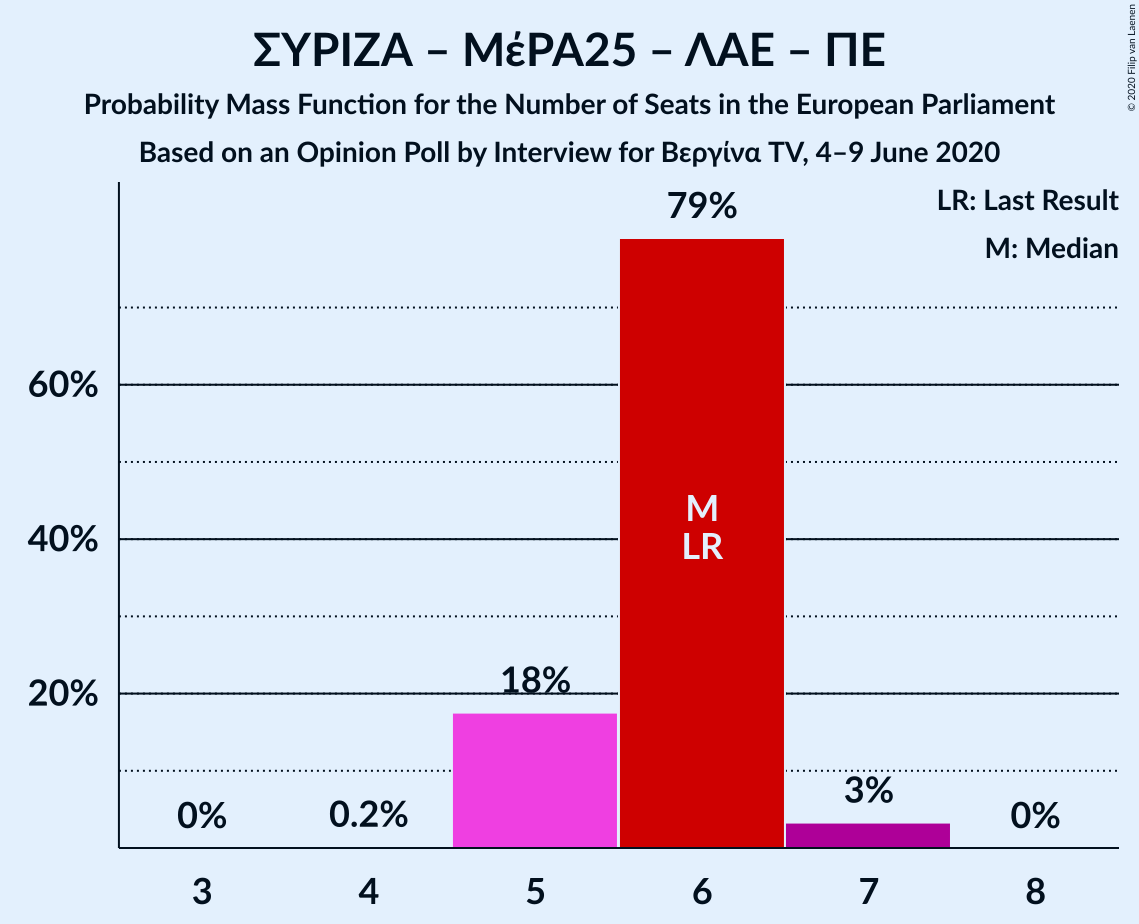 ΣΥΡΙΖΑ – ΜέΡΑ25 – ΛΑΕ – ΠΕ
Probability Mass Function for the Number of Seats in the European Parliament
Based on an Opinion Poll by Interview for Βεργίνα TV, 4–9 June 2020
© 2020 Filip van Laenen
LR: Last Result
M: Median
79%
60%
M
LR
40%
20%
18%
0%
0.2%
3%
0%
3
4
5
6
7
8